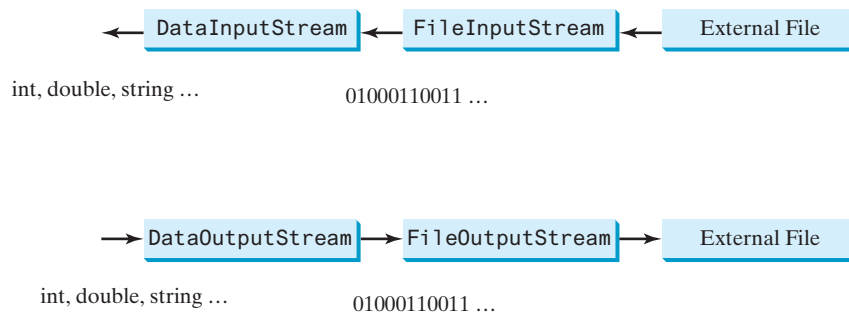 DataInputStream FileInputStream External File
int, double, string … 01000110011 …
DataOutputStream FileOutputStream External File
int, double, string … 01000110011 …